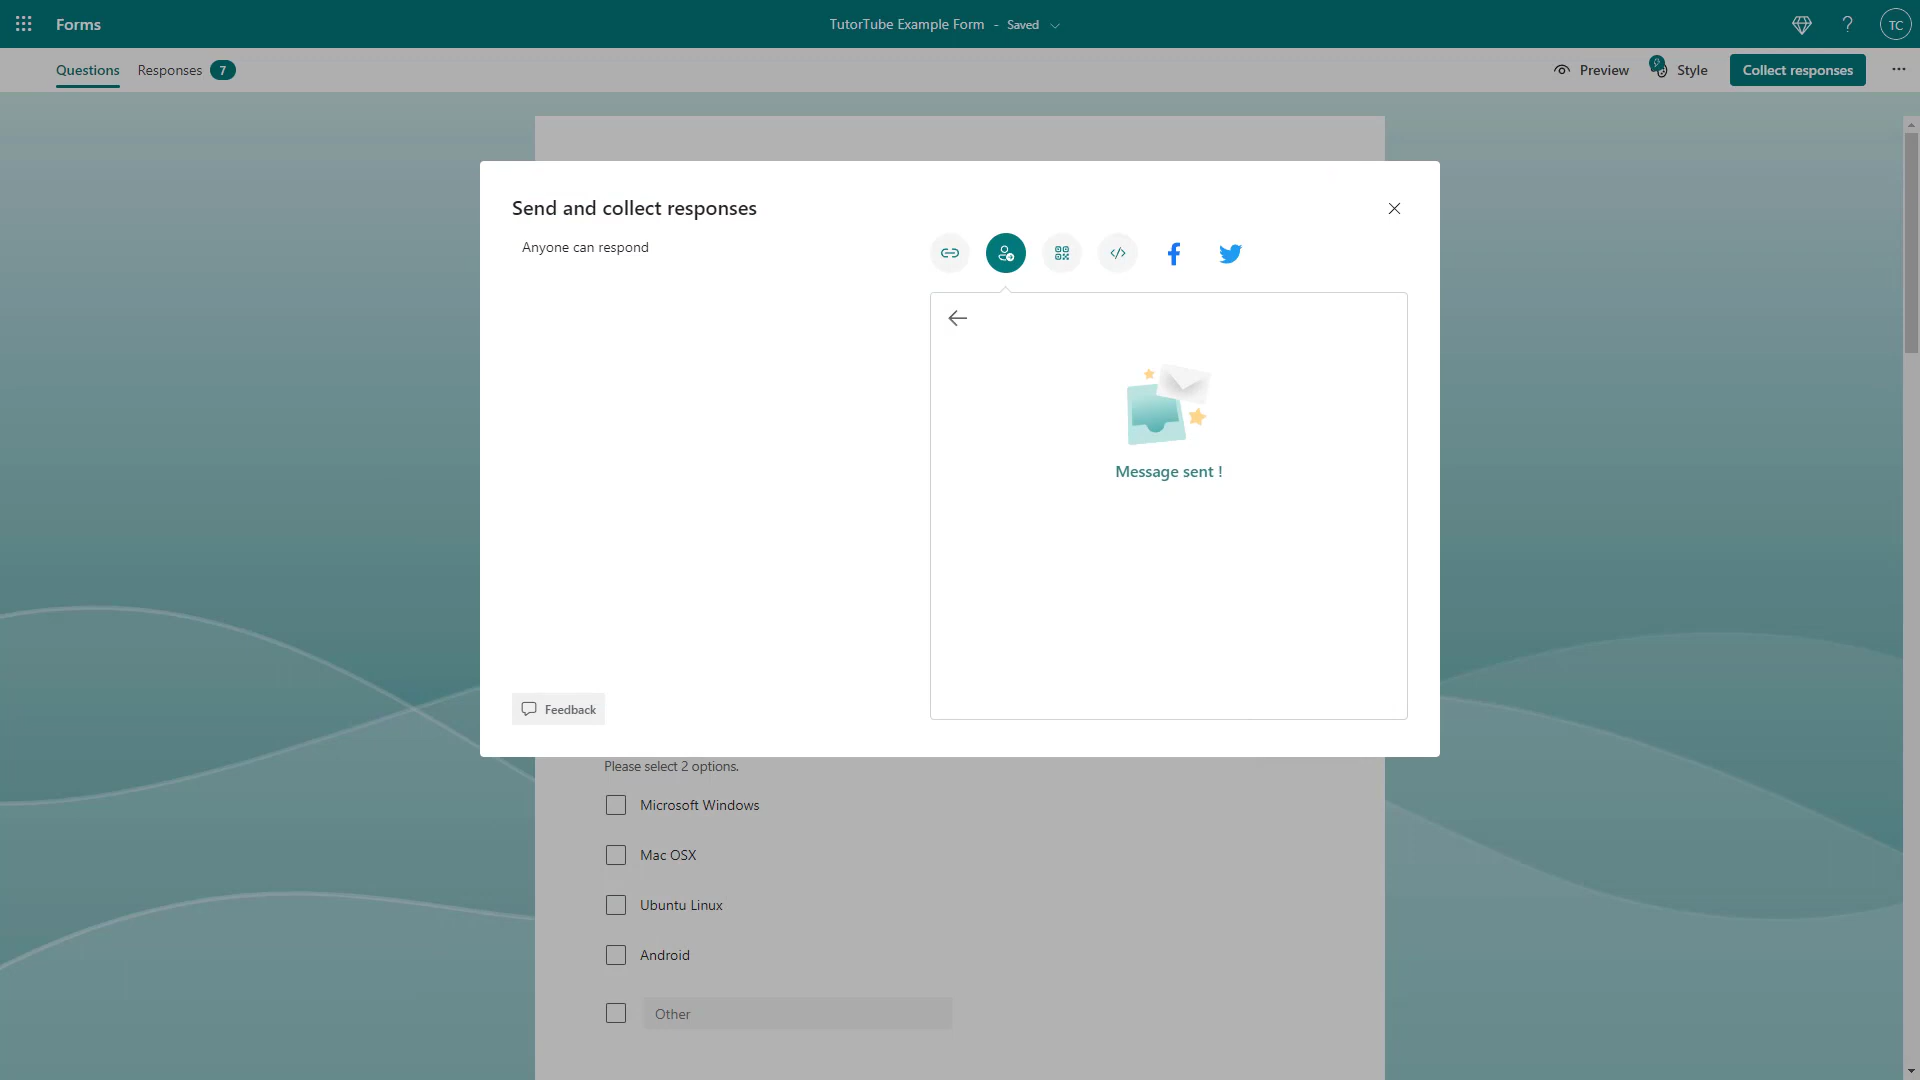 Forms
TutorTube Example Form - Saved
?
TC
Questions
Responses 7
Preview
Style
Collect responses
Send and collect responses
Anyone can respond
Message sent !
Feedback
Please select 2 options.
Microsoft Windows
Mac OSX
Ubuntu Linux
Android
Other